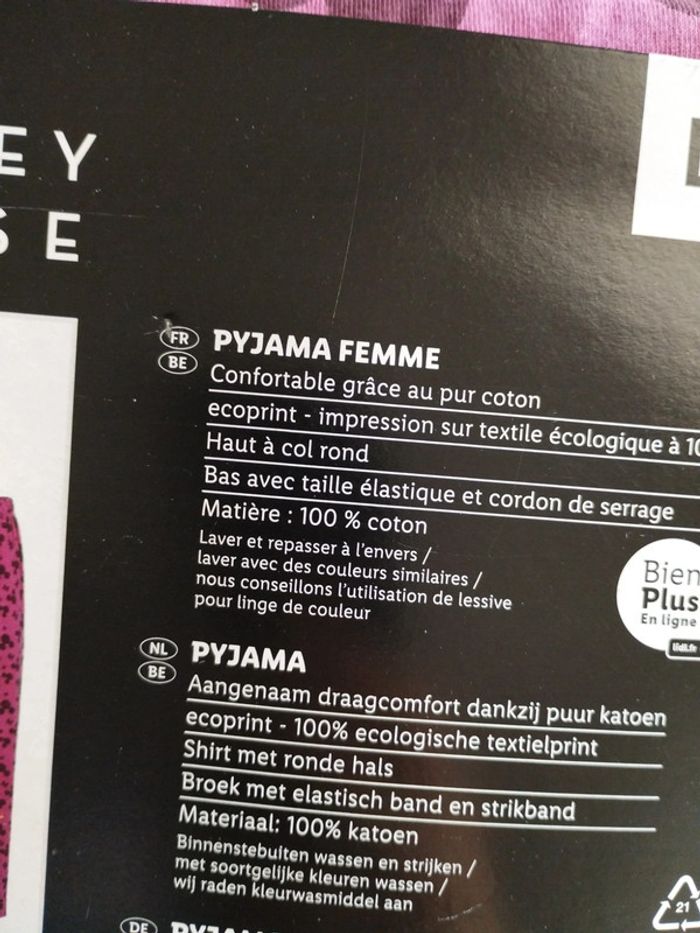 EY
SE
FR
BE
PYJAMA FEMME
Confortable grâce au pur coton
ecoprint - impression sur textile écologique à 10
Haut à col rond
Bas avec taille élastique et cordon de serrage
Matière : 100 % coton
Laver et repasser à l'envers /
laver avec des couleurs similaires /
nous conseillons l'utilisation de lessive
pour linge de couleur
Bien
Plus
En ligne
lidl.fr
NL
BE
PYJAMA
Aangenaam draagcomfort dankzij puur katoen
ecoprint - 100% ecologische textielprint
Shirt met ronde hals
Broek met elastisch band en strikband
Materiaal: 100% katoen
Binnenstebuiten wassen en strijken /
met soortgelijke kleuren wassen /
wij raden kleurwasmiddel aan
21
DE